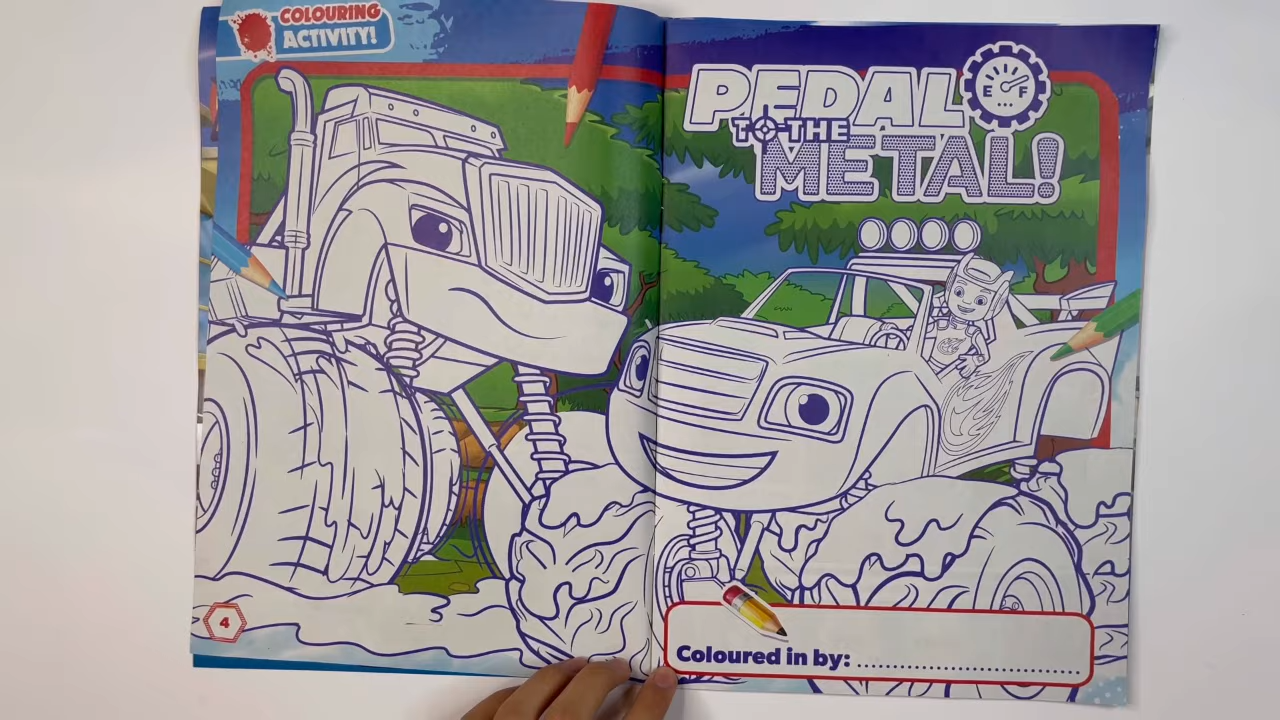 COLOURING
ACTIVITY!
PEDAL
E F
TO THE
METAL!
4
Coloured in by: ........................................